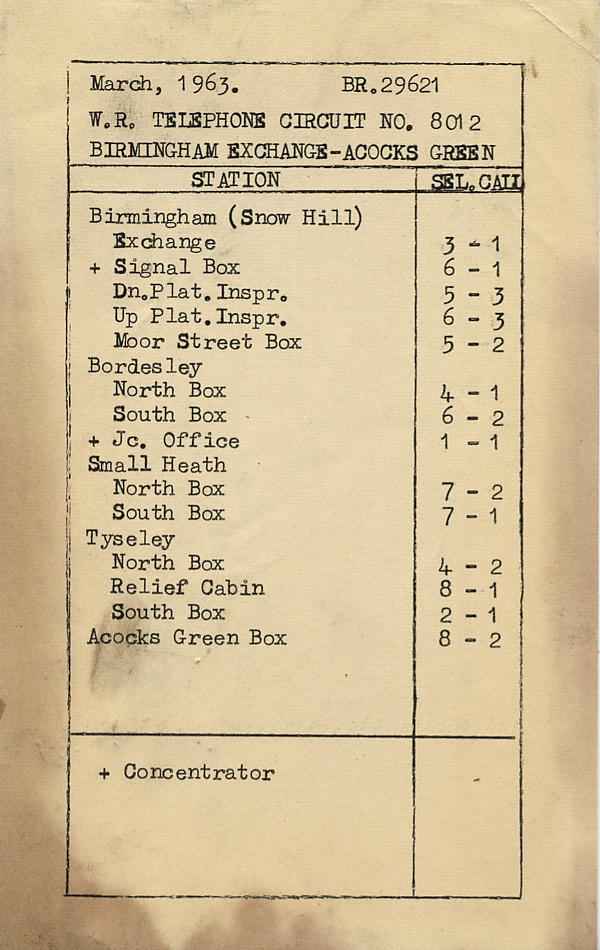 March, 1963. BR.29621
W.R. TELEPHONE CIRCUIT NO. 8012
BIRMINGHAM EXCHANGE-ACOCKS GREEN
STATION SEL.CALL
Birmingham (Snow Hill)
Exchange 3 - 1
+ Signal Box 6 - 1
Dn.Plat.Inspr. 5 - 3
Up Plat.Inspr. 6 - 3
Moor Street Box 5 - 2
Bordesley
North Box 4 - 1
South Box 6 - 2
+ Jc. Office 1 - 1
Small Heath
North Box 7 - 2
South Box 7 - 1
Tyseley
North Box 4 - 2
Relief Cabin 8 - 1
South Box 2 - 1
Acocks Green Box 8 - 2
+ Concentrator